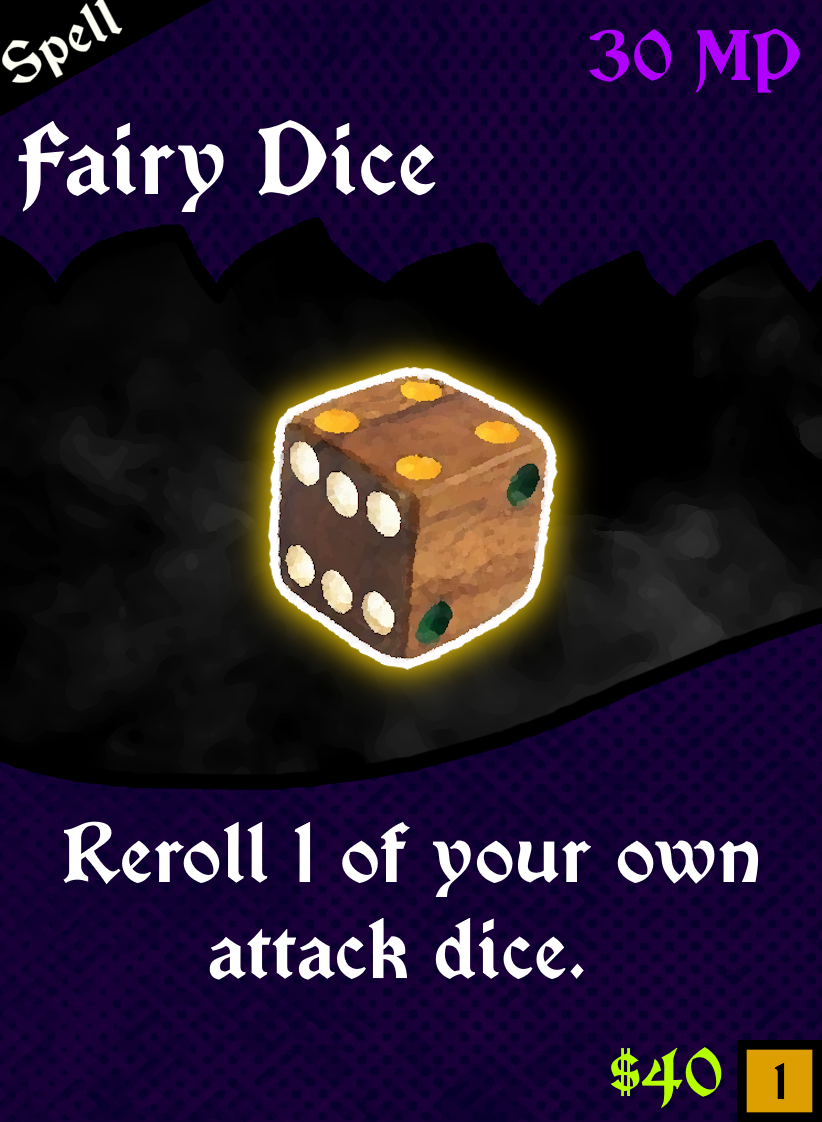 Spell
30 MP
Fairy Dice
Reroll 1 of your own
attack dice.
$40
1